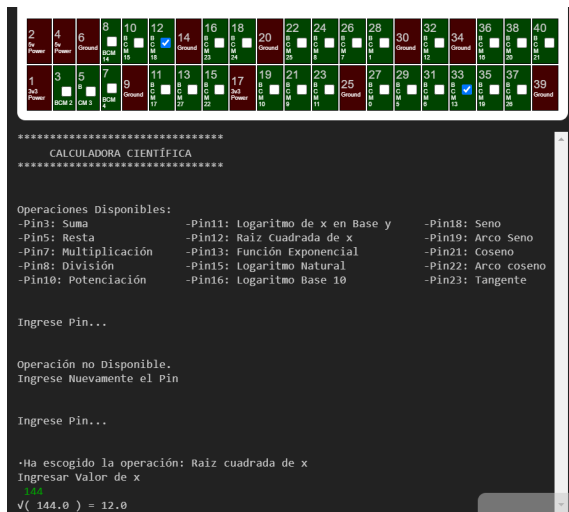 2 4 6 8 10 12 14 16 18 20 22 24 26 28 30 32 34 36 38 40
5v Power 5v Power Ground BCM 14 BCM 15 BCM 18 Ground BCM 23 BCM 24 Ground BCM 25 BCM 8 BCM 7 BCM 1 Ground BCM 12 Ground BCM 16 BCM 20 BCM 21
1 3 5 7 9 11 13 15 17 19 21 23 25 27 29 31 33 35 37 39
3v3 Power BCM 2 BCM 3 BCM 4 Ground BCM 17 BCM 27 BCM 22 3v3 Power BCM 10 BCM 9 BCM 11 Ground BCM 0 BCM 5 BCM 6 BCM 13 BCM 19 BCM 26 Ground
********************************
CALCULADORA CIENTÍFICA
********************************
Operaciones Disponibles:
-Pin3: Suma -Pin11: Logaritmo de x en Base y -Pin18: Seno
-Pin5: Resta -Pin12: Raiz Cuadrada de x -Pin19: Arco Seno
-Pin7: Multiplicación -Pin13: Función Exponencial -Pin21: Coseno
-Pin8: División -Pin15: Logaritmo Natural -Pin22: Arco coseno
-Pin10: Potenciación -Pin16: Logaritmo Base 10 -Pin23: Tangente
Ingrese Pin...
Operación no Disponible.
Ingrese Nuevamente el Pin
Ingrese Pin...
·Ha escogido la operación: Raiz cuadrada de x
Ingresar Valor de x
144
√( 144.0 ) = 12.0